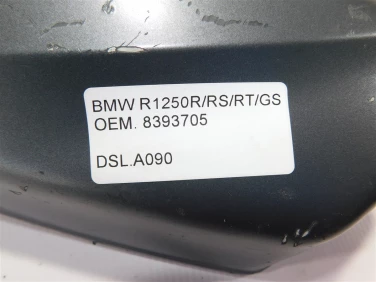 BMW R1250R/RS/RT/GS
OEM. 8393705
DSL.A090